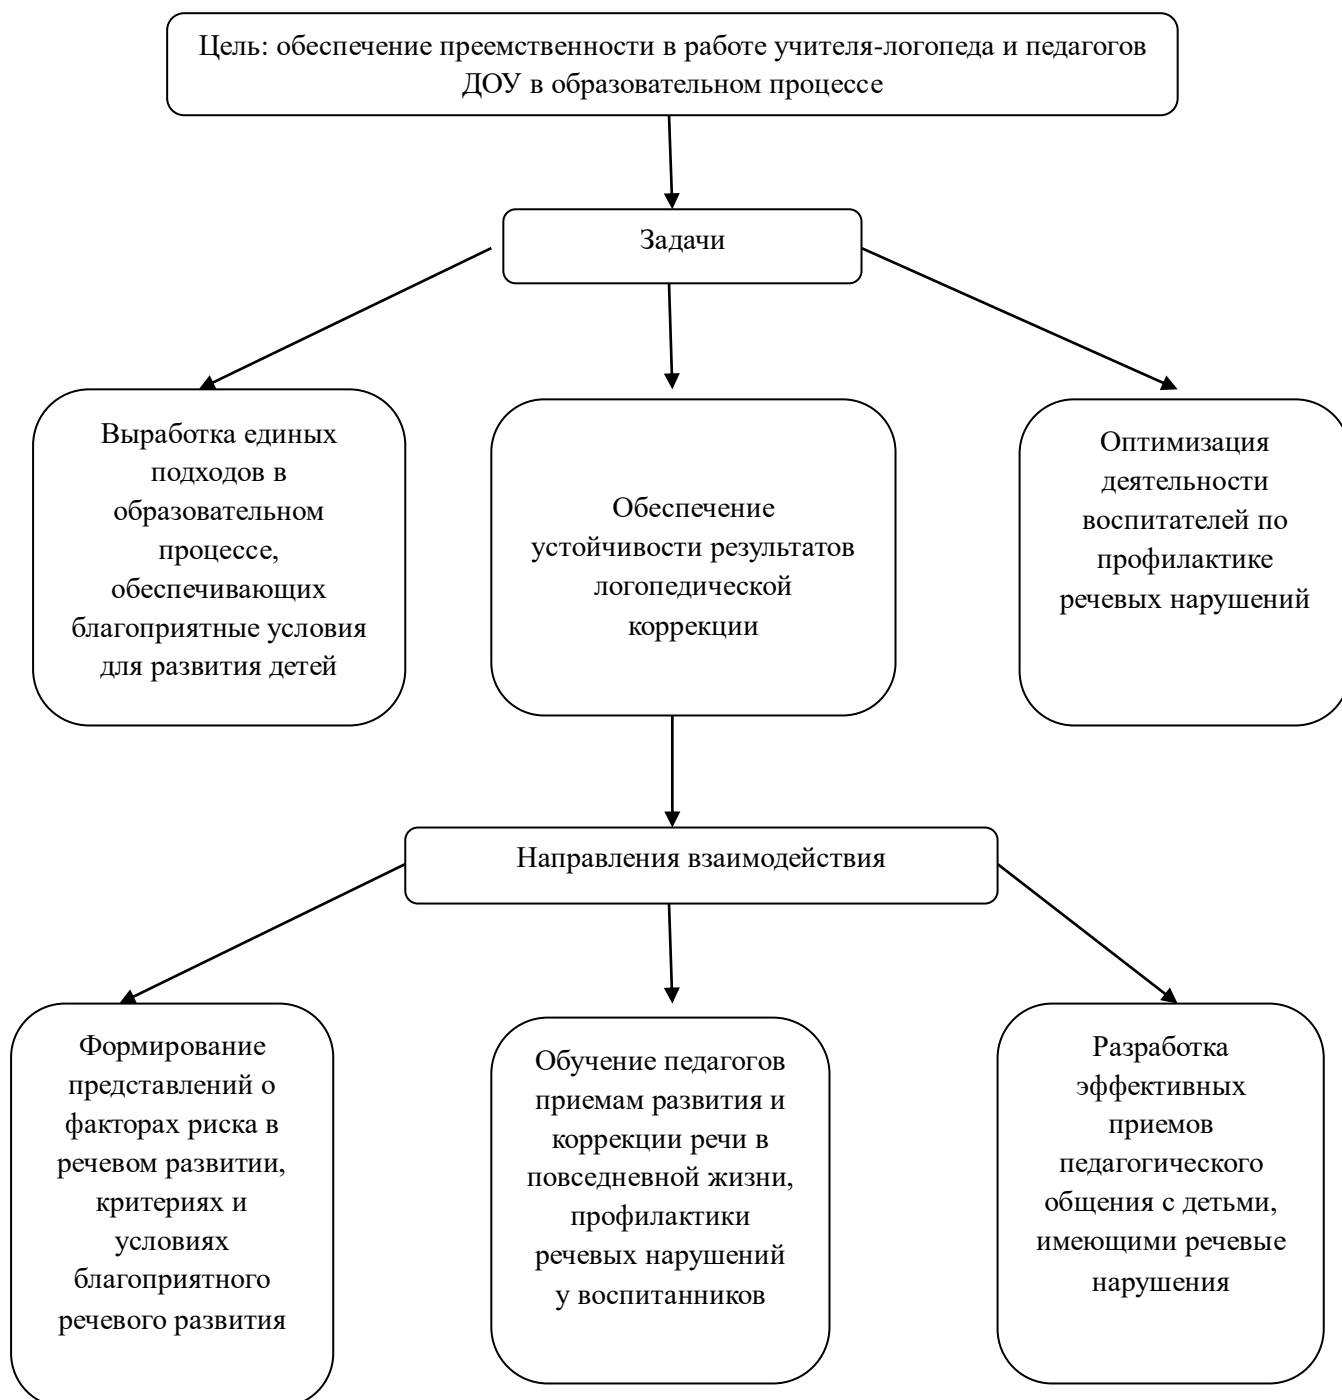 Цель: обеспечение преемственности в работе учителя-логопеда и педагогов
ДОУ в образовательном процессе
Задачи
Выработка единых
подходов в
образовательном
процессе,
обеспечивающих
благоприятные условия
для развития детей
Обеспечение
устойчивости результатов
логопедической
коррекции
Оптимизация
деятельности
воспитателей по
профилактике
речевых нарушений
Направления взаимодействия
Формирование
представлений о
факторах риска в
речевом развитии,
критериях и
условиях
благоприятного
речевого развития
Обучение педагогов
приемам развития и
коррекции речи в
повседневной жизни,
профилактики
речевых нарушений
у воспитанников
Разработка
эффективных
приемов
педагогического
общения с детьми,
имеющими речевые
нарушения